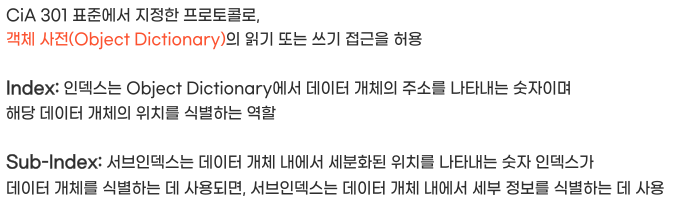 CiA 301 표준에서 지정한 프로토콜로,
객체 사전(Object Dictionary)의 읽기 또는 쓰기 접근을 허용
Index: 인덱스는 Object Dictionary에서 데이터 개체의 주소를 나타내는 숫자이며
해당 데이터 개체의 위치를 식별하는 역할
Sub-Index: 서브인덱스는 데이터 개체 내에서 세분화된 위치를 나타내는 숫자 인덱스가
데이터 개체를 식별하는 데 사용되면, 서브인덱스는 데이터 개체 내에서 세부 정보를 식별하는 데 사용